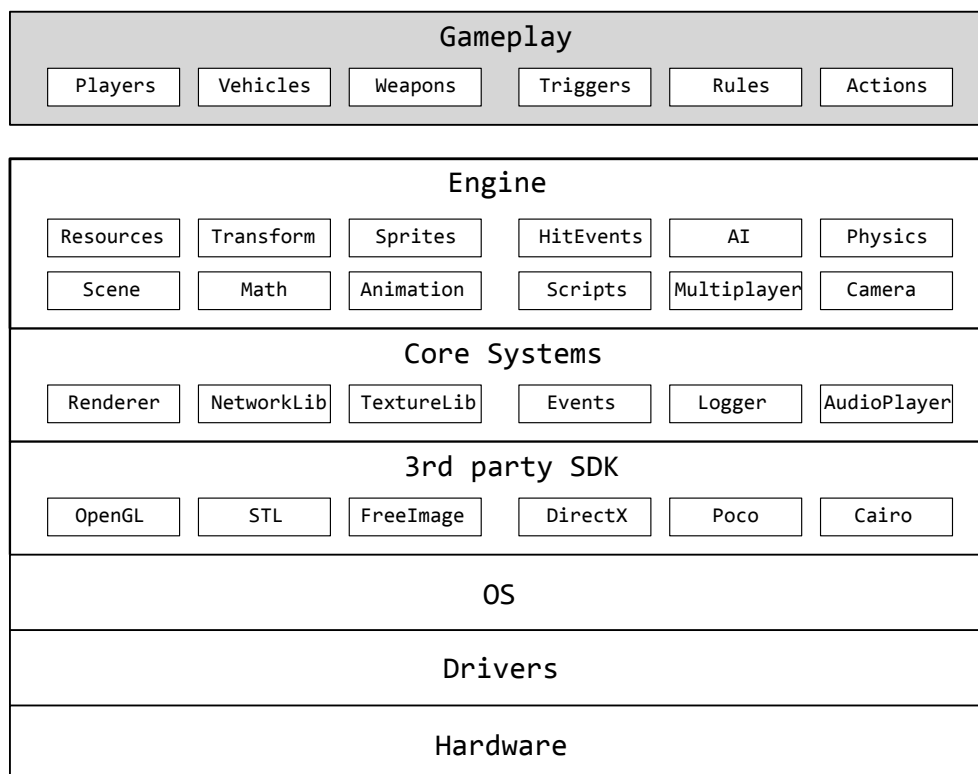 Gameplay
Players Vehicles Weapons Triggers Rules Actions
Engine
Resources Transform Sprites HitEvents AI Physics
Scene Math Animation Scripts Multiplayer Camera
Core Systems
Renderer NetworkLib TextureLib Events Logger AudioPlayer
3rd party SDK
OpenGL STL FreeImage DirectX Poco Cairo
OS
Drivers
Hardware